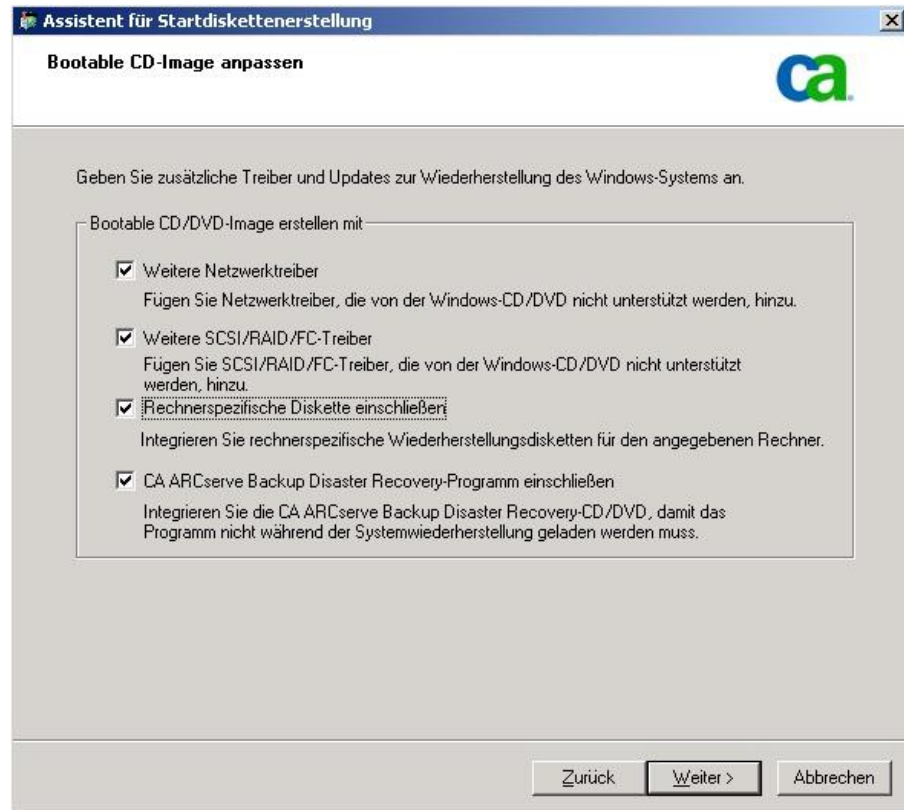 Assistent für Startdiskettenerstellung
Bootable CD-Image anpassen
ca
Geben Sie zusätzliche Treiber und Updates zur Wiederherstellung des Windows-Systems an.
Bootable CD/DVD-Image erstellen mit
Weitere Netzwerktreiber
Fügen Sie Netzwerktreiber, die von der Windows-CD/DVD nicht unterstützt werden, hinzu.
Weitere SCSI/RAID/FC-Treiber
Fügen Sie SCSI/RAID/FC-Treiber, die von der Windows-CD/DVD nicht unterstützt
werden, hinzu.
Rechnerspezifische Diskette einschließen
Integrieren Sie rechnerspezifische Wiederherstellungsdisketten für den angegebenen Rechner.
CA ARCserve Backup Disaster Recovery-Programm einschließen
Integrieren Sie die CA ARCserve Backup Disaster Recovery-CD/DVD, damit das
Programm nicht während der Systemwiederherstellung geladen werden muss.
Zurück
Weiter >
Abbrechen